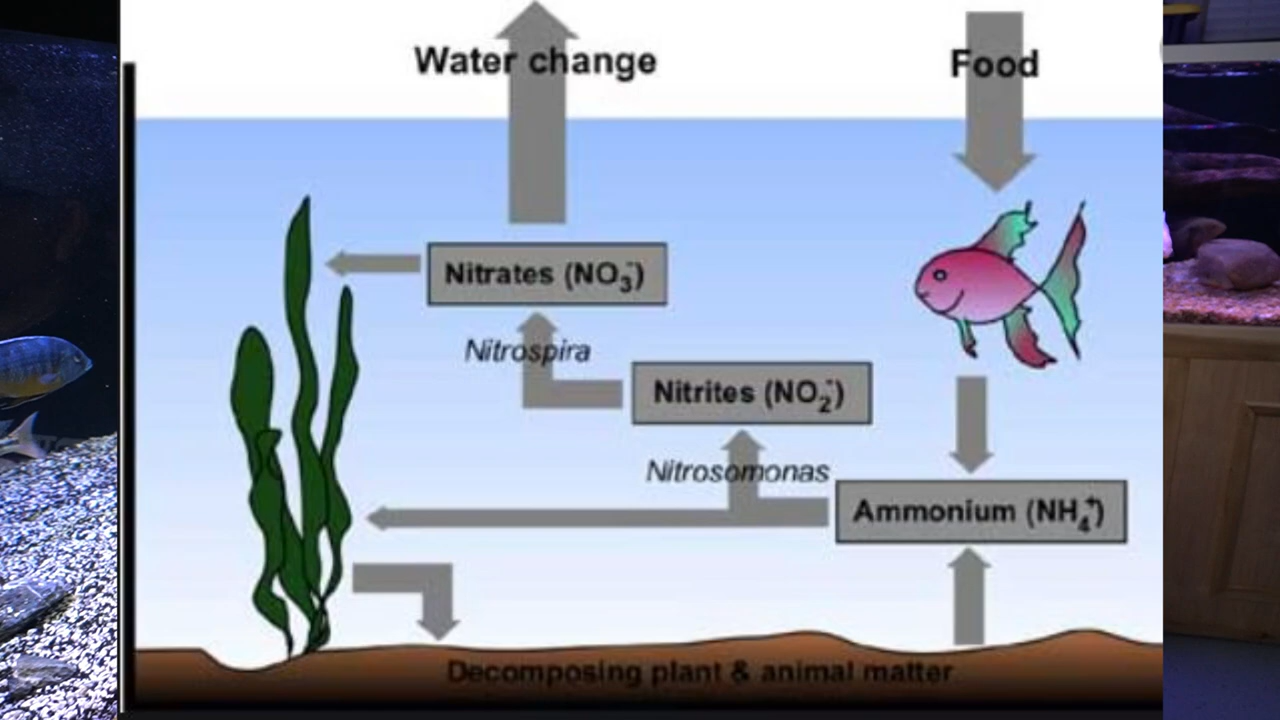 Water change
Food
Nitrates (NO3-)
Nitrospira
Nitrites (NO2-)
Nitrosomonas
Ammonium (NH4+)
Decomposing plant & animal matter